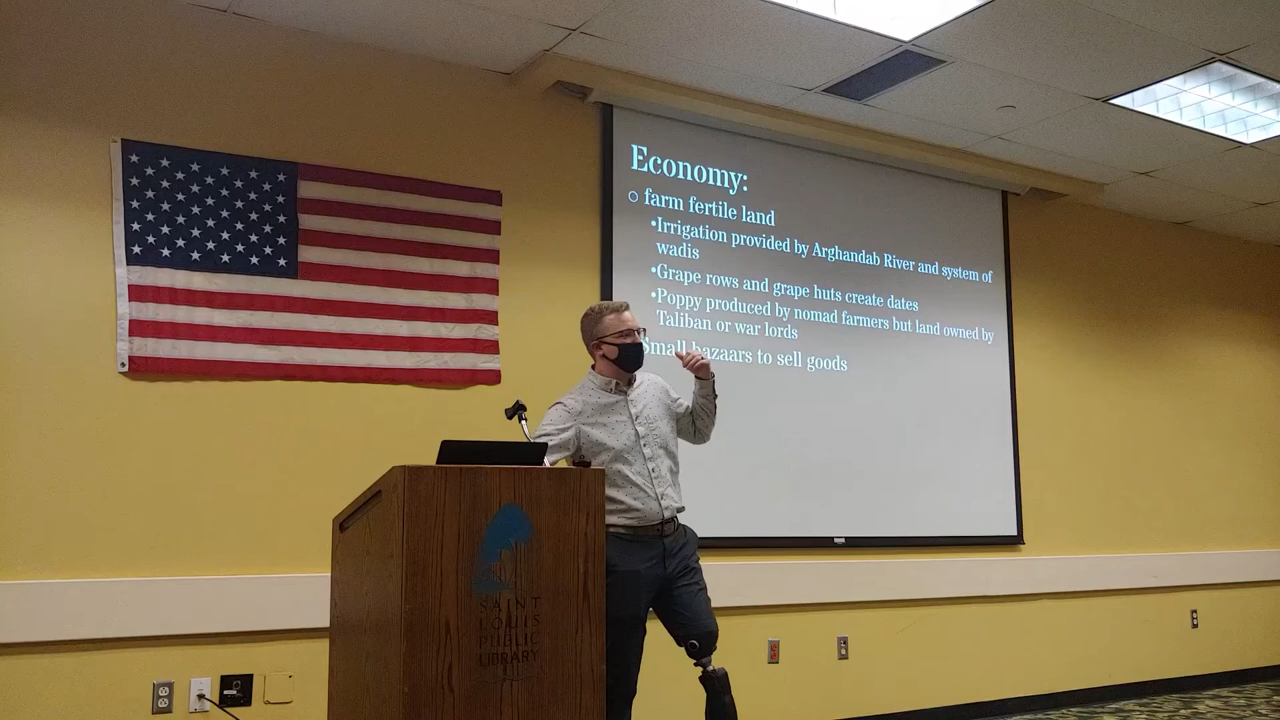 Economy:
farm fertile land
•Irrigation provided by Arghandab River and system of
wadis
•Grape rows and grape huts create dates
•Poppy produced by nomad farmers but land owned by
Taliban or war lords
Small bazaars to sell goods
SAINT
LOUIS
PUBLIC
LIBRARY